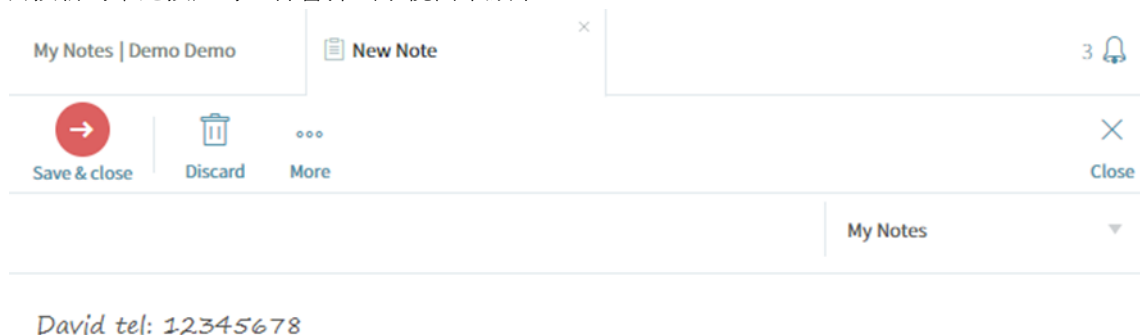 My Notes | Demo Demo
New Note
3
Save & close
Discard
More
Close
My Notes
David tel: 12345678